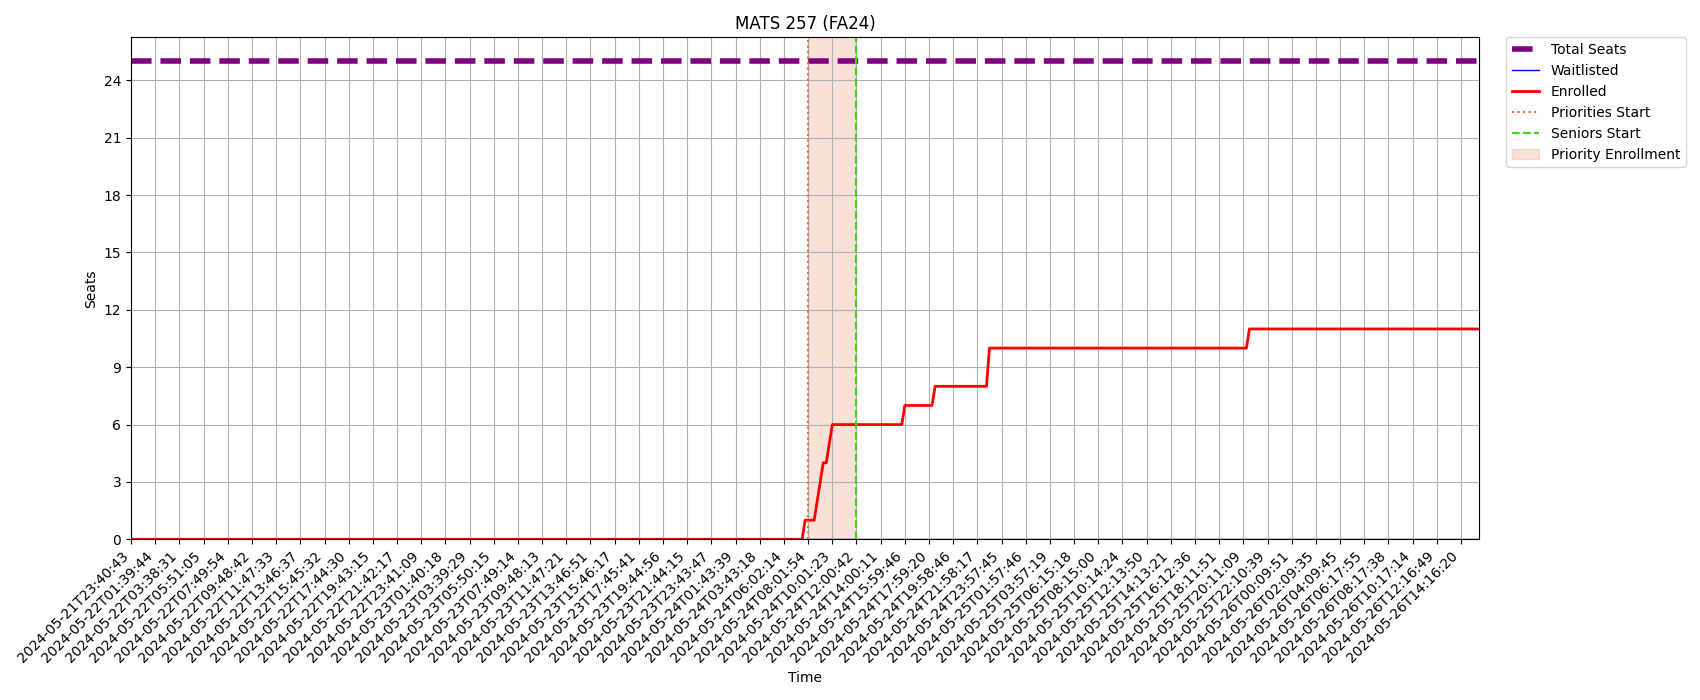 MATS 257 (FA24)
Total Seats
Waitlisted
Enrolled
Priorities Start
Seniors Start
Priority Enrollment
Seats
24
21
18
15
12
9
6
3
0
2024-05-21T23:40:43
2024-05-22T01:39:44
2024-05-22T03:38:31
2024-05-22T05:51:05
2024-05-22T07:49:54
2024-05-22T09:48:42
2024-05-22T11:47:33
2024-05-22T13:46:37
2024-05-22T15:45:32
2024-05-22T17:44:30
2024-05-22T19:43:15
2024-05-22T21:42:17
2024-05-22T23:41:09
2024-05-23T01:40:18
2024-05-23T03:39:29
2024-05-23T05:50:15
2024-05-23T07:49:14
2024-05-23T09:48:13
2024-05-23T11:47:21
2024-05-23T13:46:51
2024-05-23T15:46:17
2024-05-23T17:45:41
2024-05-23T19:44:56
2024-05-23T21:44:15
2024-05-23T23:43:47
2024-05-24T01:43:39
2024-05-24T03:43:18
2024-05-24T06:02:14
2024-05-24T08:01:54
2024-05-24T10:01:23
2024-05-24T12:00:42
2024-05-24T14:00:11
2024-05-24T15:59:46
2024-05-24T17:59:20
2024-05-24T19:58:46
2024-05-24T21:58:17
2024-05-24T23:57:45
2024-05-25T01:57:46
2024-05-25T03:57:19
2024-05-25T06:15:18
2024-05-25T08:15:00
2024-05-25T10:14:24
2024-05-25T12:13:50
2024-05-25T14:13:21
2024-05-25T16:12:36
2024-05-25T18:11:51
2024-05-25T20:11:09
2024-05-25T22:10:39
2024-05-26T00:09:51
2024-05-26T02:09:35
2024-05-26T04:09:45
2024-05-26T06:17:55
2024-05-26T08:17:38
2024-05-26T10:17:14
2024-05-26T12:16:49
2024-05-26T14:16:20
Time